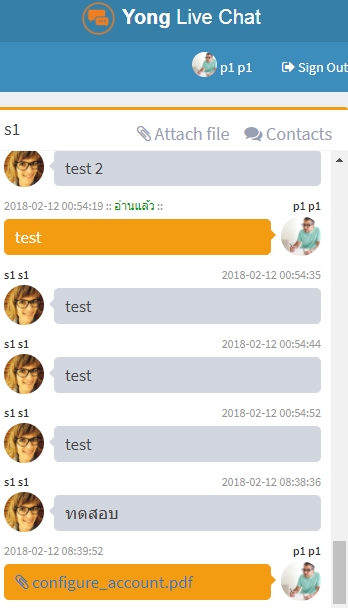 Yong Live Chat
p1 p1 Sign Out
s1 Attach file Contacts
test 2
2018-02-12 00:54:19 :: อ่านแล้ว :: p1 p1
test
s1 s1 2018-02-12 00:54:35
test
s1 s1 2018-02-12 00:54:44
test
s1 s1 2018-02-12 00:54:52
test
s1 s1 2018-02-12 08:38:36
ทดสอบ
2018-02-12 08:39:52 p1 p1
configure_account.pdf